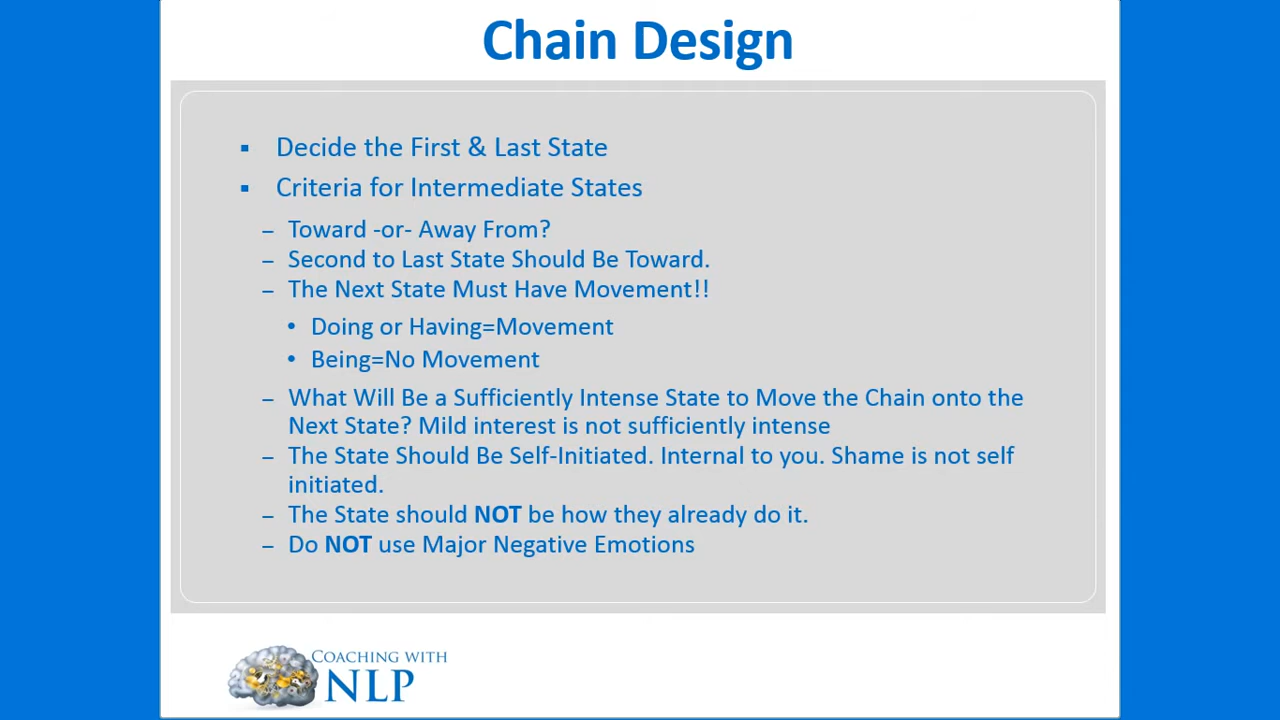 Chain Design
▪ Decide the First & Last State
▪ Criteria for Intermediate States
– Toward -or- Away From?
– Second to Last State Should Be Toward.
– The Next State Must Have Movement!!
• Doing or Having=Movement
• Being=No Movement
– What Will Be a Sufficiently Intense State to Move the Chain onto the
Next State? Mild interest is not sufficiently intense
– The State Should Be Self-Initiated. Internal to you. Shame is not self
initiated.
– The State should NOT be how they already do it.
– Do NOT use Major Negative Emotions
COACHING WITH
NLP